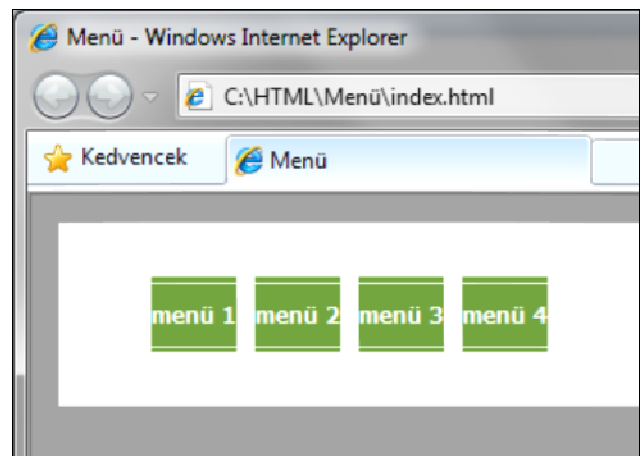 Menü - Windows Internet Explorer
C:\HTML\Menü\index.html
Kedvencek
Menü
menü 1 menü 2 menü 3 menü 4